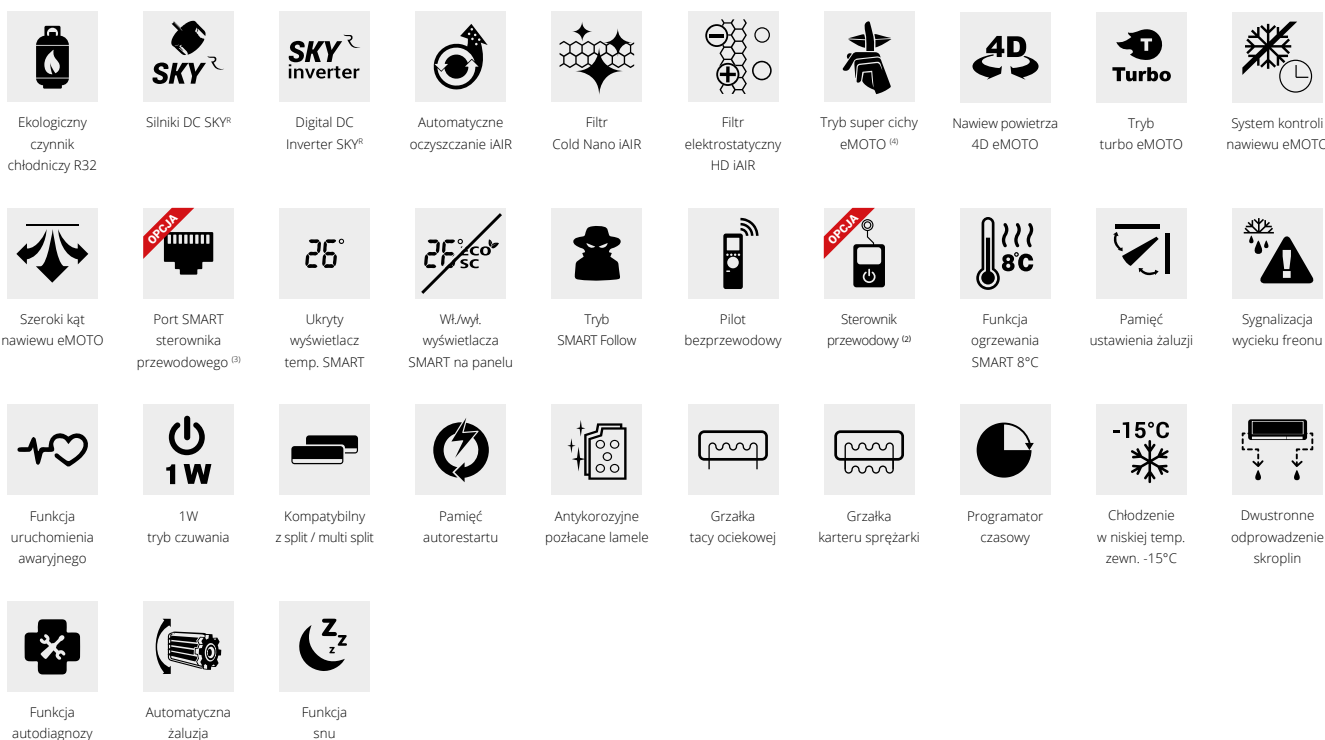 SKY R
SKY R
inverter
4D
T
Turbo
Ekologiczny
czynnik
chłodniczy R32
Silniki DC SKYR
Digital DC
Inverter SKYR
Automatyczne
oczyszczanie iAIR
Filtr
Cold Nano iAIR
Filtr
elektrostatyczny
HD iAIR
Tryb super cichy
eMOTO (4)
Nawiew powietrza
4D eMOTO
Tryb
turbo eMOTO
System kontroli
nawiewu eMOTO
OPCJA
26°
26°
eco
SC
OPCJA
8°C
Szeroki kąt
nawiewu eMOTO
Port SMART
sterownika
przewodowego (3)
Ukryty
wyświetlacz
temp. SMART
Wł./wył.
wyświetlacza
SMART na panelu
Tryb
SMART Follow
Pilot
bezprzewodowy
Sterownik
przewodowy (2)
Funkcja
ogrzewania
SMART 8°C
Pamięć
ustawienia żaluzji
Sygnalizacja
wycieku freonu
1W
-15°C
Funkcja
uruchomienia
awaryjnego
1W
tryb czuwania
Kompatybilny
z split / multi split
Pamięć
autorestartu
Antykorozyjne
pozłacane lamele
Grzałka
tacy ociekowej
Grzałka
karteru sprężarki
Programator
czasowy
Chłodzenie
w niskiej temp.
zewn. -15°C
Dwustronne
odprowadzenie
skroplin
Z z z
Funkcja
autodiagnozy
Automatyczna
żaluzja
Funkcja
snu